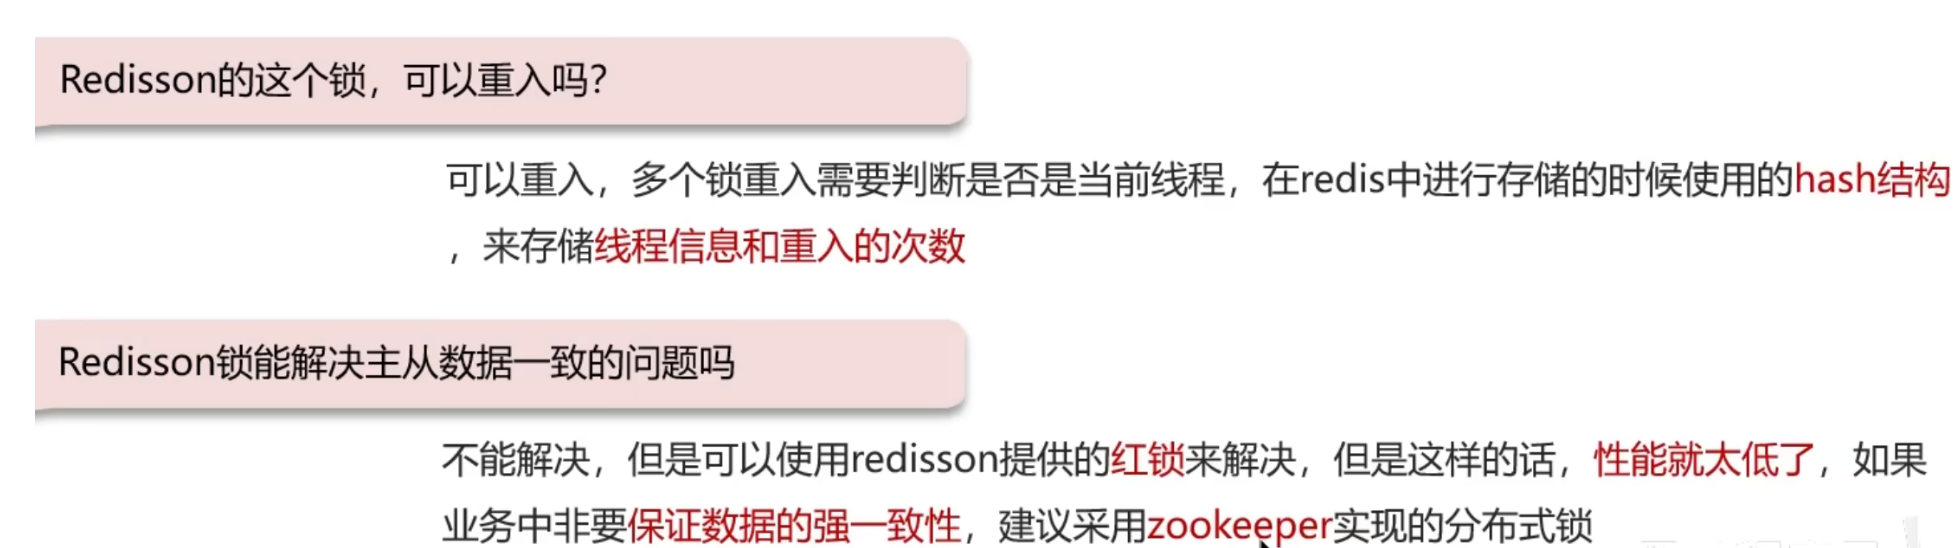 Redisson的这个锁，可以重入吗？
可以重入，多个锁重入需要判断是否是当前线程，在redis中进行存储的时候使用的hash结构
，来存储线程信息和重入的次数
Redisson锁能解决主从数据一致的问题吗
不能解决，但是可以使用redisson提供的红锁来解决，但是这样的话，性能就太低了，如果
业务中非要保证数据的强一致性，建议采用zookeeper实现的分布式锁